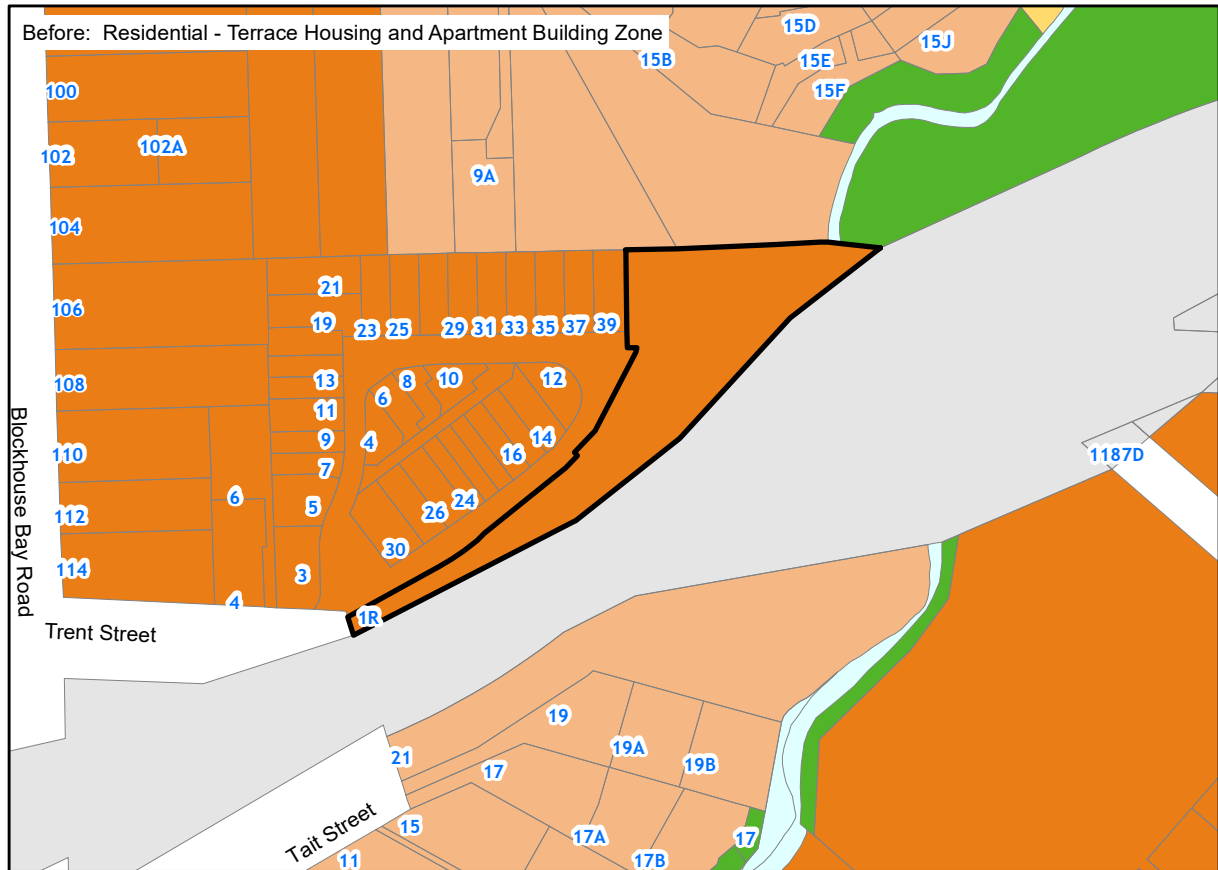 Before: Residential - Terrace Housing and Apartment Building Zone
15D
15J
15B
15E
15F
100
102A
102
9A
104
21
106
19
23
25
29
31
33
35
37
39
108
13
8
10
12
6
11
14
9
4
16
110
7
1187D
6
5
24
26
112
30
114
3
4
1R
Blockhouse Bay Road
Trent Street
19
19A
21
19B
17
15
17A
17
11
17B
Tait Street